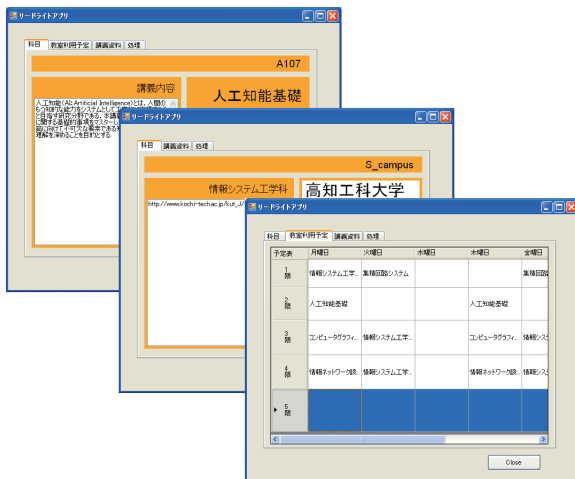 リードライトアプリ
科目 教室利用予定 講義資料 処理
A107
講義内容
人工知能基礎
人工知能(AI:Artificial Intelligence)とは、人間の
リードライトアプリ
科目 講義資料 処理
S_campus
情報システム工学科
高知工科大学
http://www.kochi-tech.ac.jp/kut_J/
リードライトアプリ
科目 教室利用予定 講義資料 処理
予定表 月曜日 火曜日 水曜日 木曜日 金曜日
1限 情報システム工学... 集積回路システム 集積回路
2限 人工知能基礎 人工知能基礎
3限 コンピュータグラフィ... 情報システム工学... コンピュータグラフィ... 情報シス
4限 情報ネットワーク... 情報システム工学... 情報ネットワーク... 情報シス
5限
Close